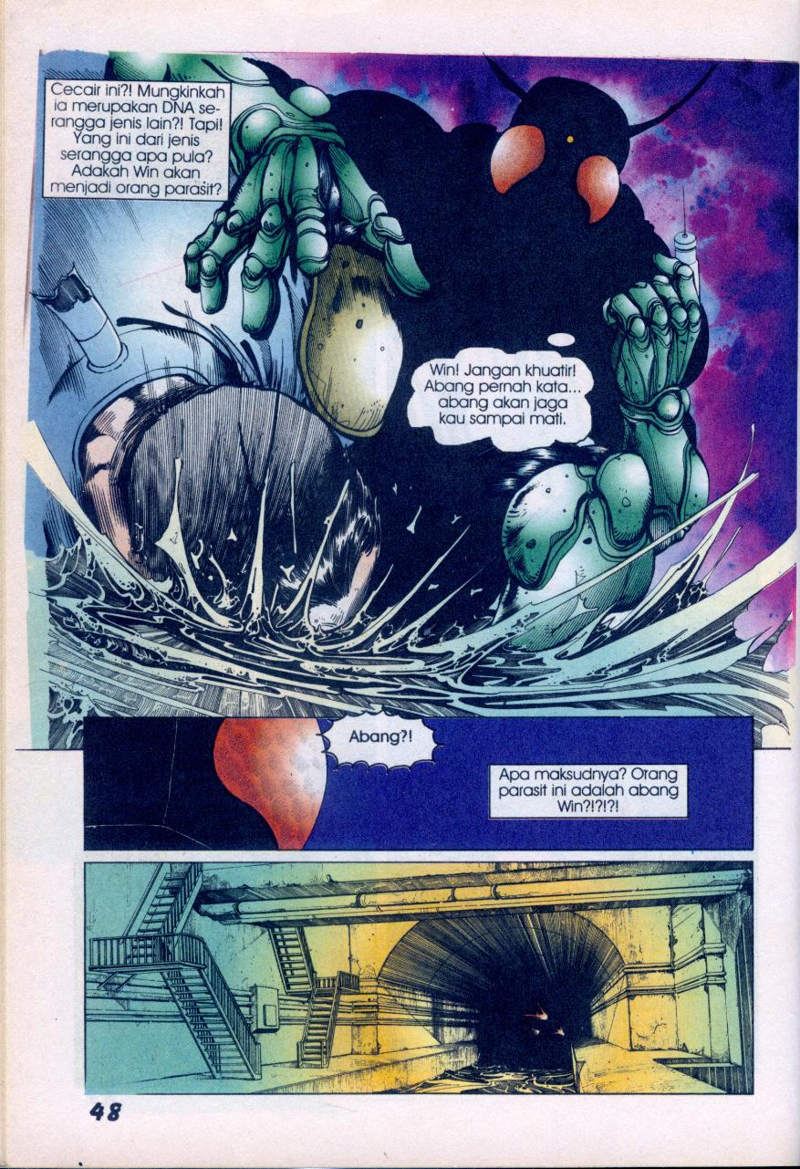 Cecair ini?! Mungkinkah
ia merupakan DNA se-
rangga jenis lain?! Tapi!
Yang ini dari jenis
serangga apa pula?
Adakah Win akan
menjadi orang parasit?
Win! Jangan khuatir!
Abang pernah kata...
abang akan jaga
kau sampai mati.
Abang?!
Apa maksudnya? Orang
parasit ini adalah abang
Win?!?!?!
48